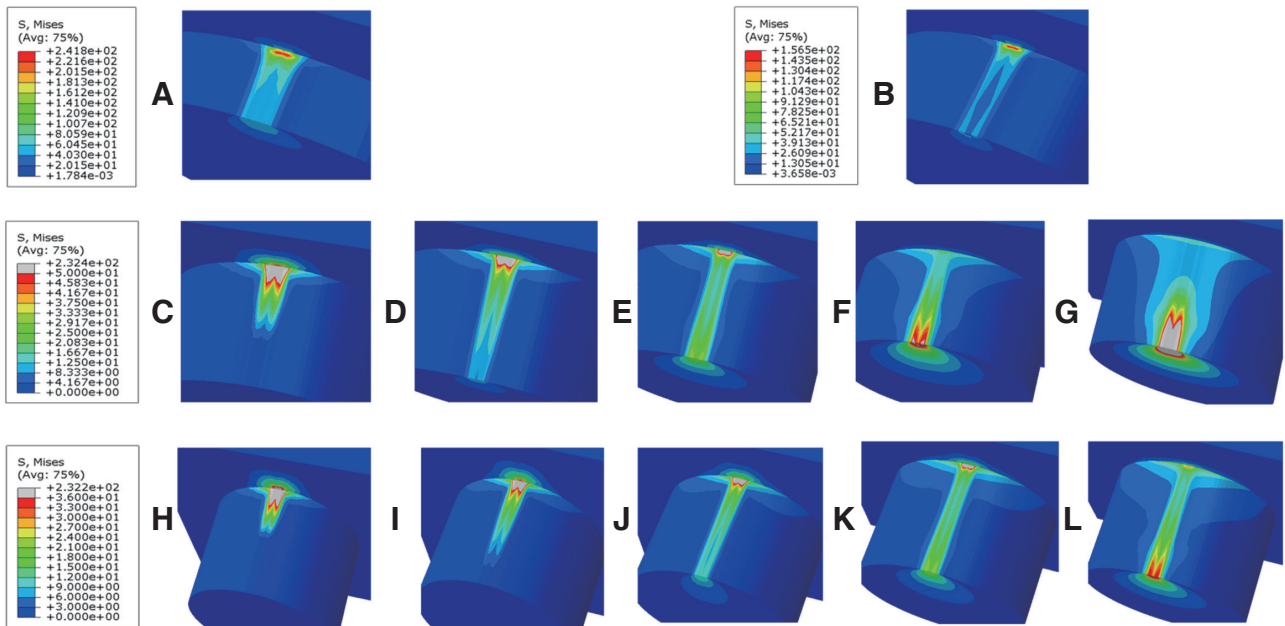 S, Mises
(Avg: 75%)
+2.418e+02
+2.216e+02
+2.015e+02
+1.813e+02
+1.612e+02
+1.410e+02
+1.209e+02
+1.007e+02
+8.059e+01
+6.045e+01
+4.030e+01
+2.015e+01
+1.784e-03
A
S, Mises
(Avg: 75%)
+1.565e+02
+1.435e+02
+1.304e+02
+1.174e+02
+1.043e+02
+9.129e+01
+7.825e+01
+6.521e+01
+5.217e+01
+3.913e+01
+2.609e+01
+1.305e+01
+3.658e-03
B
S, Mises
(Avg: 75%)
+2.324e+02
+5.000e+01
+4.583e+01
+4.167e+01
+3.750e+01
+3.333e+01
+2.917e+01
+2.500e+01
+2.083e+01
+1.667e+01
+1.250e+01
+8.333e+00
+4.167e+00
+0.000e+00
C
D
E
F
G
S, Mises
(Avg: 75%)
+2.322e+02
+3.600e+01
+3.300e+01
+3.000e+01
+2.700e+01
+2.400e+01
+2.100e+01
+1.800e+01
+1.500e+01
+1.200e+01
+9.000e+00
+6.000e+00
+3.000e+00
+0.000e+00
H
I
J
K
L